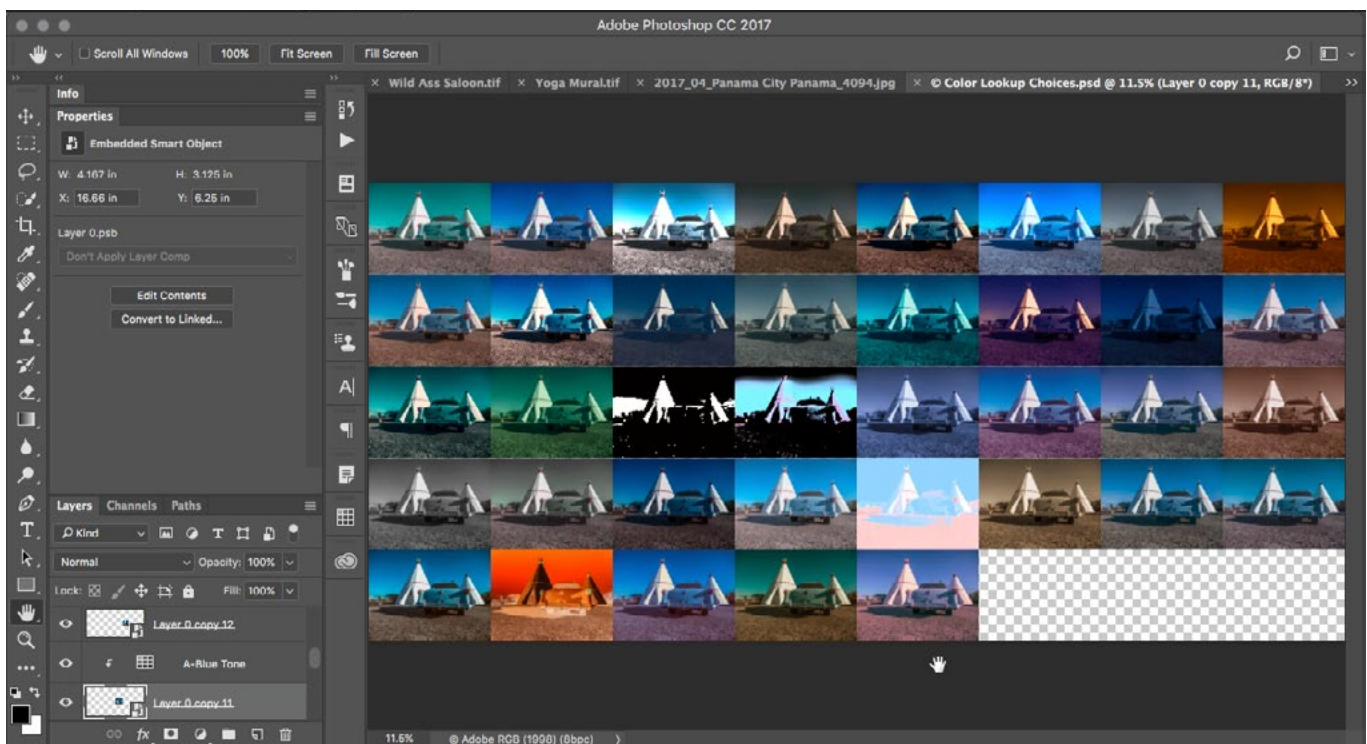 Adobe Photoshop CC 2017
Scroll All Windows 100% Fit Screen Fill Screen
× Wild Ass Saloon.tif × Yoga Mural.tif × 2017_04_Panama City Panama_4094.jpg × © Color Lookup Choices.psd @ 11.5% (Layer 0 copy 11, RGB/8*) >>
Info
Properties
Embedded Smart Object
W: 4.167 in H: 3.125 in
X: 16.66 in Y: 6.25 in
Layer 0.psb
Don't Apply Layer Comp
Edit Contents
Convert to Linked...
Layers Channels Paths
Kind
Normal Opacity: 100%
Lock: Fill: 100%
Layer 0 copy 12
A-Blue Tone
Layer 0 copy 11
fx
11.5% © Adobe RGB (1998) (8bpc) >